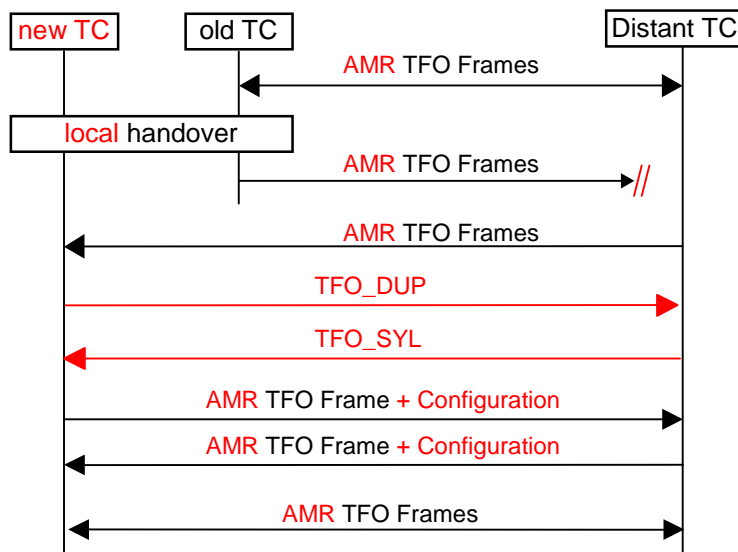 new TC
old TC
Distant TC
AMR TFO Frames
local handover
AMR TFO Frames
//
AMR TFO Frames
TFO_DUP
TFO_SYL
AMR TFO Frame + Configuration
AMR TFO Frame + Configuration
AMR TFO Frames